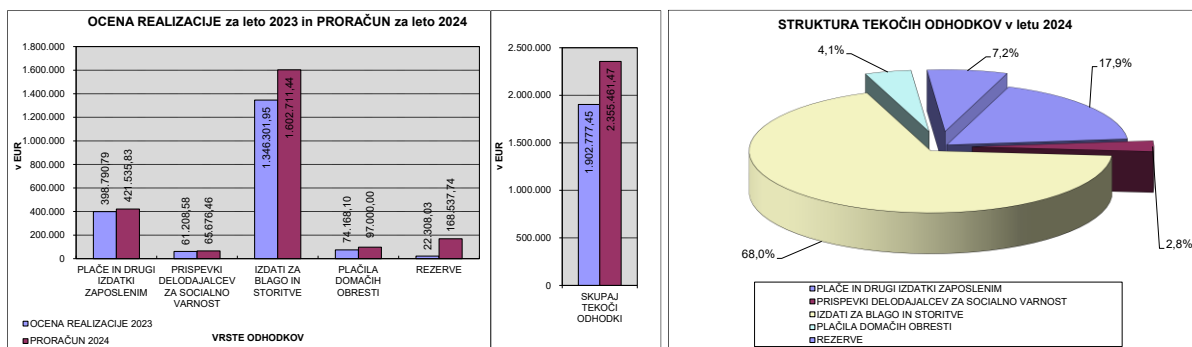 OCENA REALIZACIJE za leto 2023 in PRORAČUN za leto 2024
v EUR
1.800.000
1.600.000
1.400.000
1.200.000
1.000.000
800.000
600.000
400.000
200.000
0
398.790,79
421.535,83
61.208,58
65.676,46
1.346.301,95
1.602.711,44
74.168,10
97.000,00
22.308,03
168.537,74
PLAČE IN DRUGI
IZDATKI
ZAPOSLENIM
PRISPEVKI
DELODAJALCEV
ZA SOCIALNO
VARNOST
IZDATI ZA
BLAGO IN
STORITVE
PLAČILA
DOMAČIH
OBRESTI
REZERVE
OCENA REALIZACIJE 2023
PRORAČUN 2024
VRSTE ODHODKOV
v EUR
2.500.000
2.000.000
1.500.000
1.000.000
500.000
0
1.902.777,45
2.355.461,47
SKUPAJ
TEKOČI
ODHODKI
STRUKTURA TEKOČIH ODHODKOV v letu 2024
4,1%
7,2%
17,9%
68,0%
2,8%
PLAČE IN DRUGI IZDATKI ZAPOSLENIM
PRISPEVKI DELODAJALCEV ZA SOCIALNO VARNOST
IZDATI ZA BLAGO IN STORITVE
PLAČILA DOMAČIH OBRESTI
REZERVE